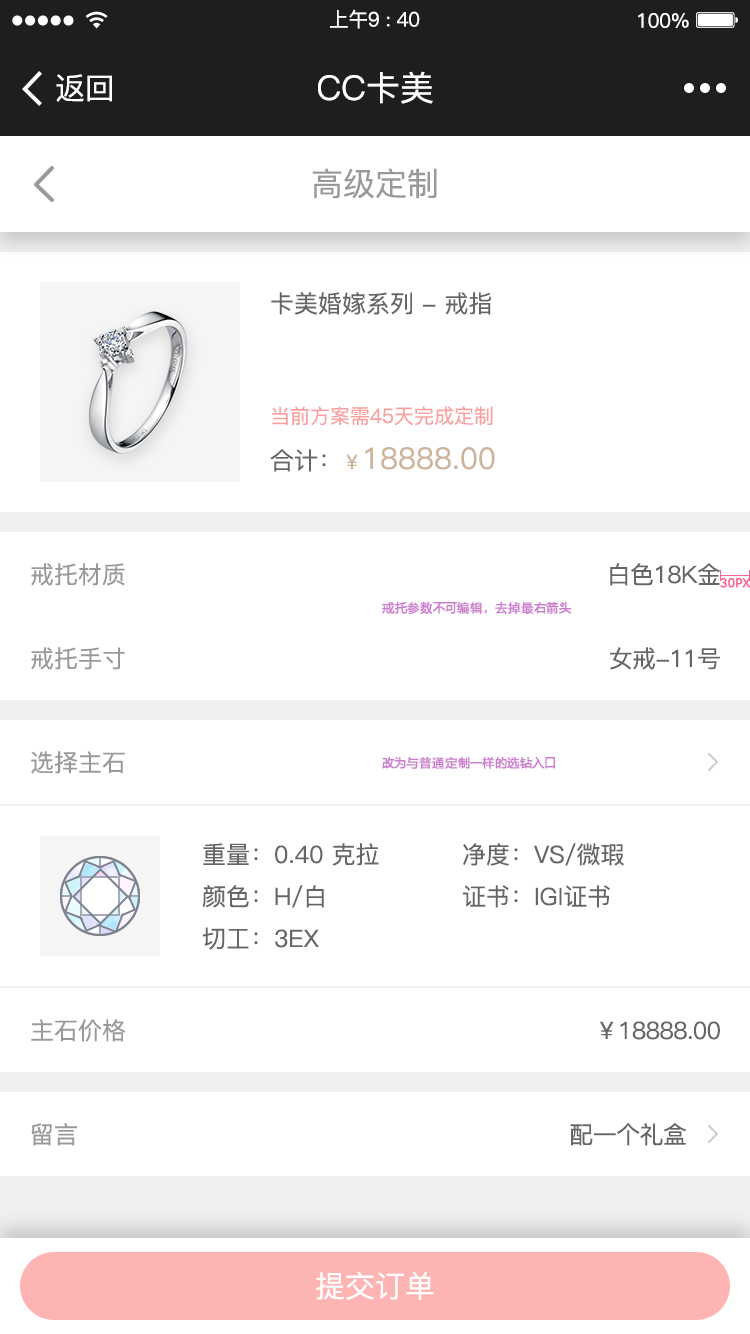 上午9 : 40
100%
返回
CC卡美
高级定制
卡美婚嫁系列 – 戒指
当前方案需45天完成定制
合计：¥18888.00
戒托材质
白色18K金
30PX
戒托参数不可编辑，去掉最右箭头
戒托手寸
女戒–11号
选择主石
改为与普通定制一样的选钻入口
重量：0.40 克拉
净度：VS/微瑕
颜色：H/白
证书：IGI证书
切工：3EX
主石价格
¥18888.00
留言
配一个礼盒
提交订单